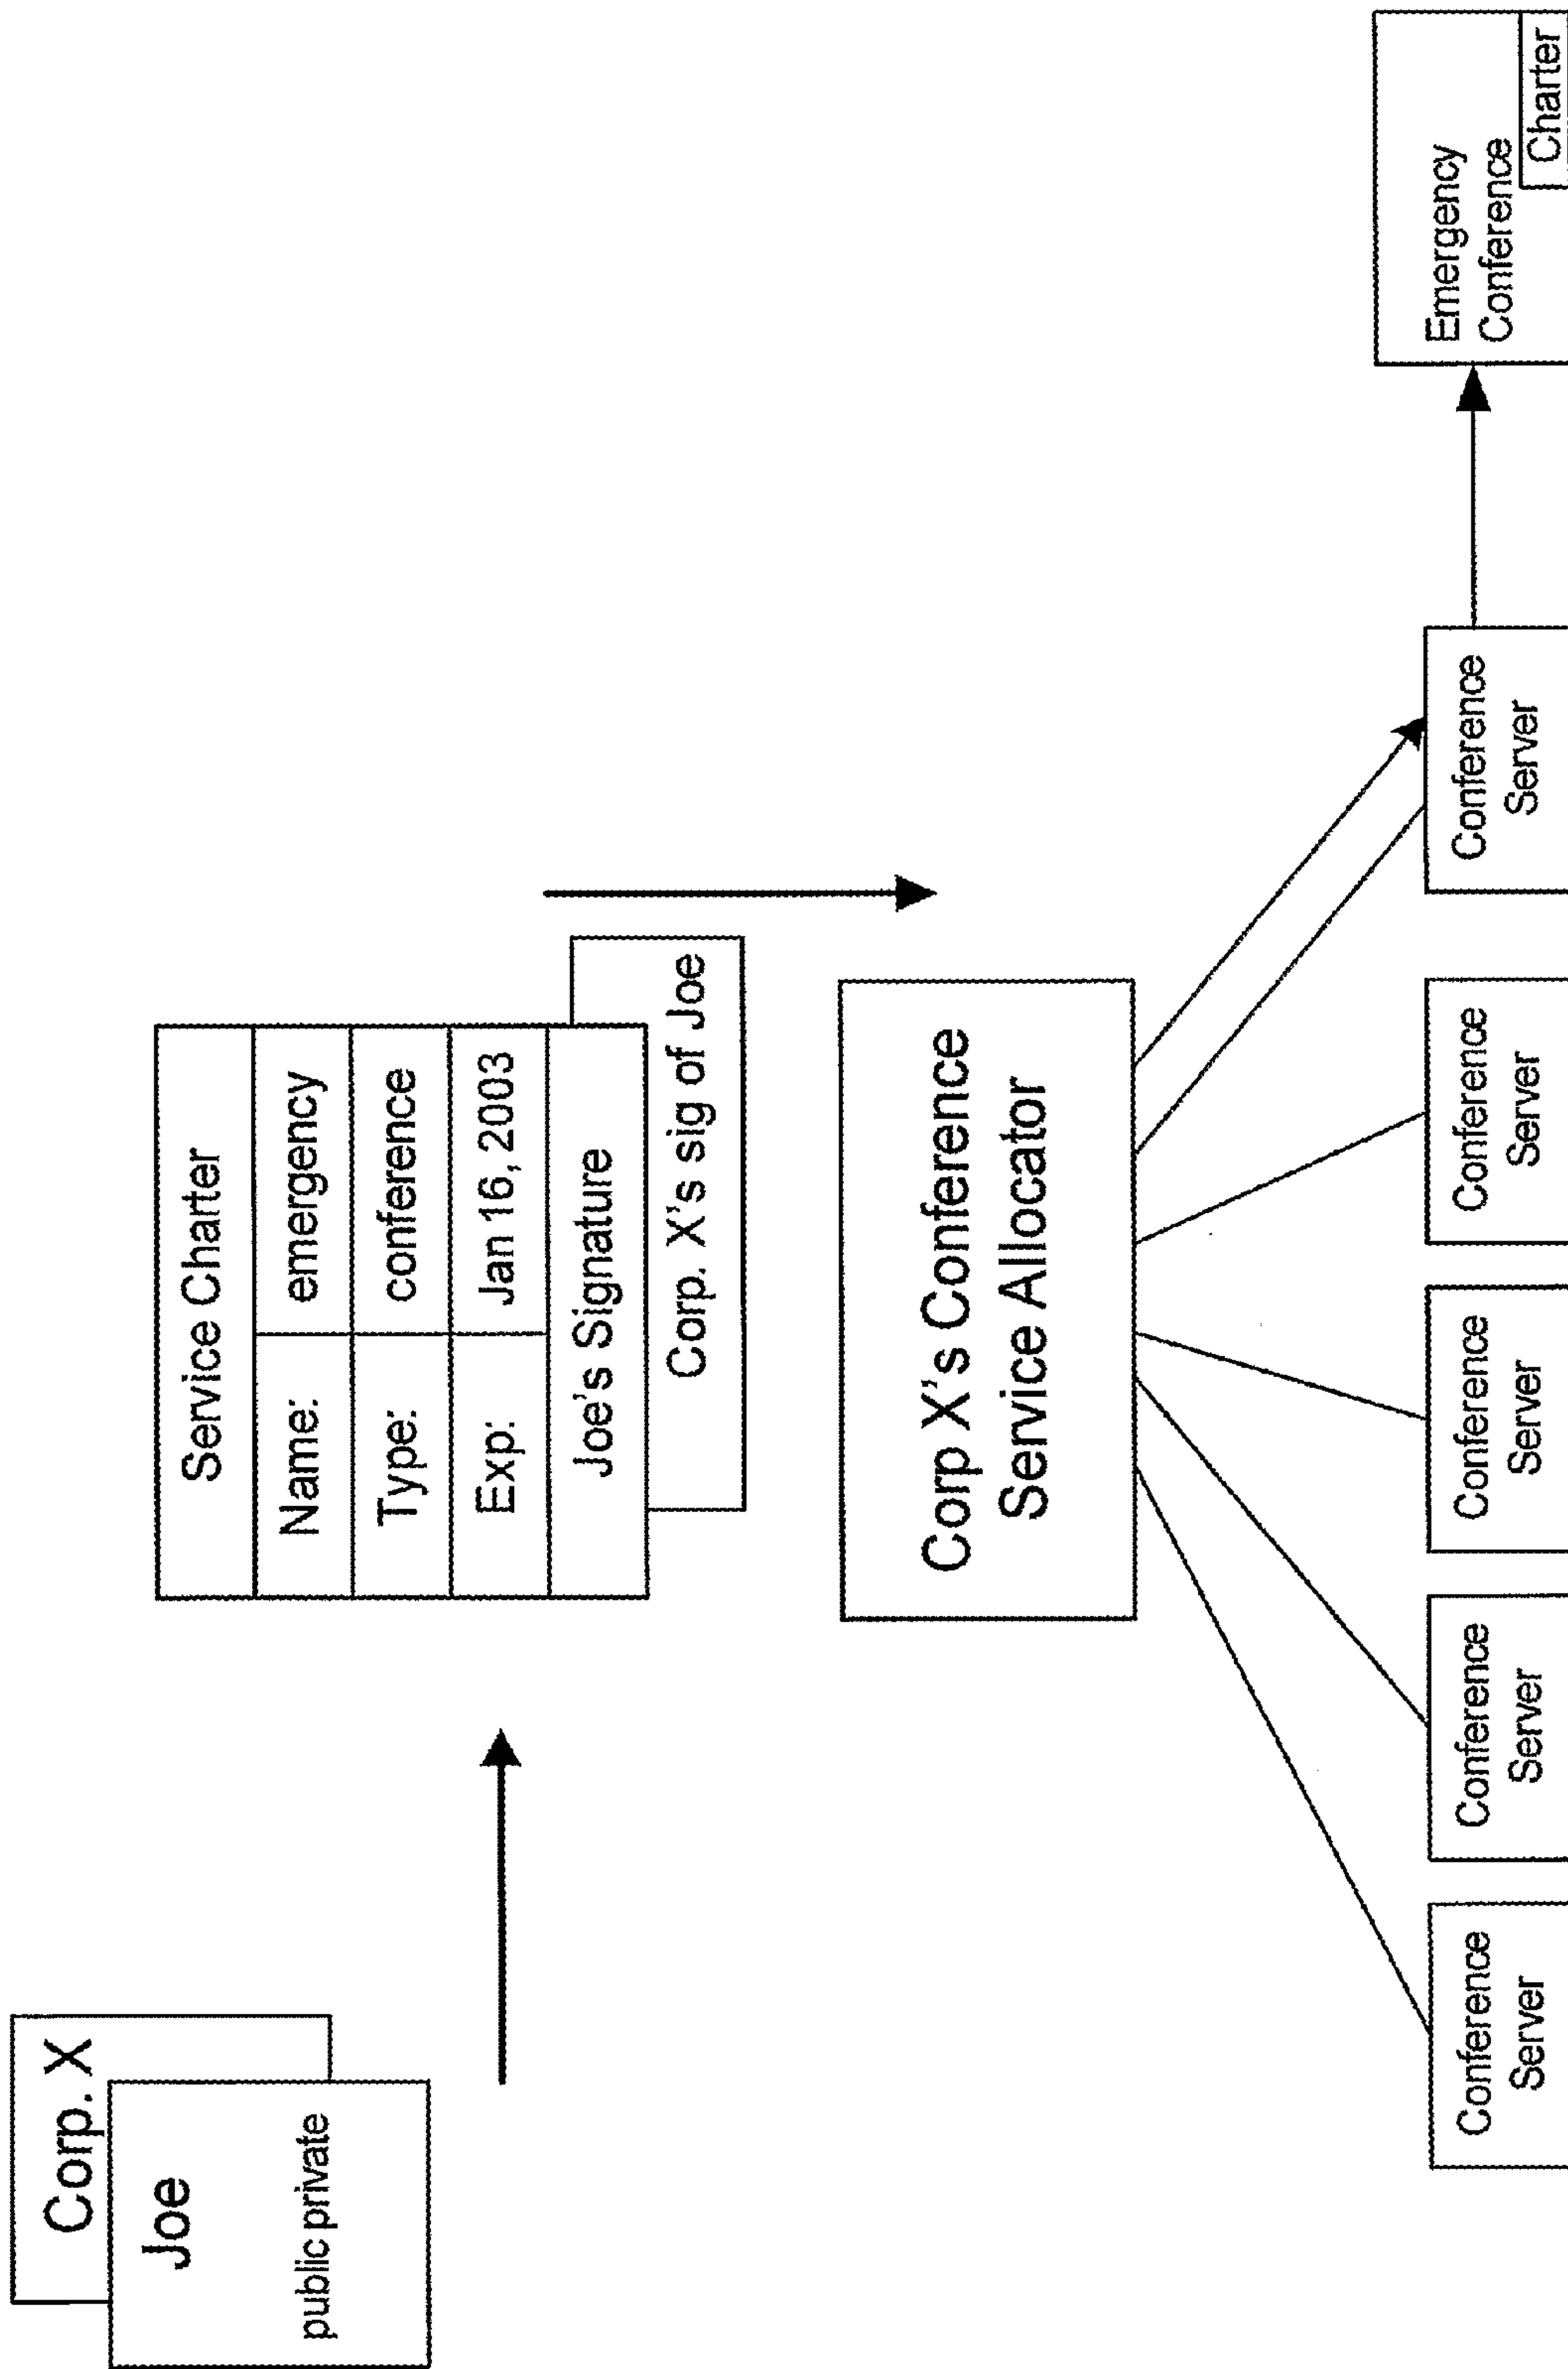 Corp. X
Joe
public private
Service Charter
Name: emergency
Type: conference
Exp: Jan 16, 2003
Joe's Signature
Corp. X's sig of Joe
Corp X's Conference
Service Allocator
Conference
Server
Conference
Server
Conference
Server
Conference
Server
Conference
Server
Emergency
Conference
Charter